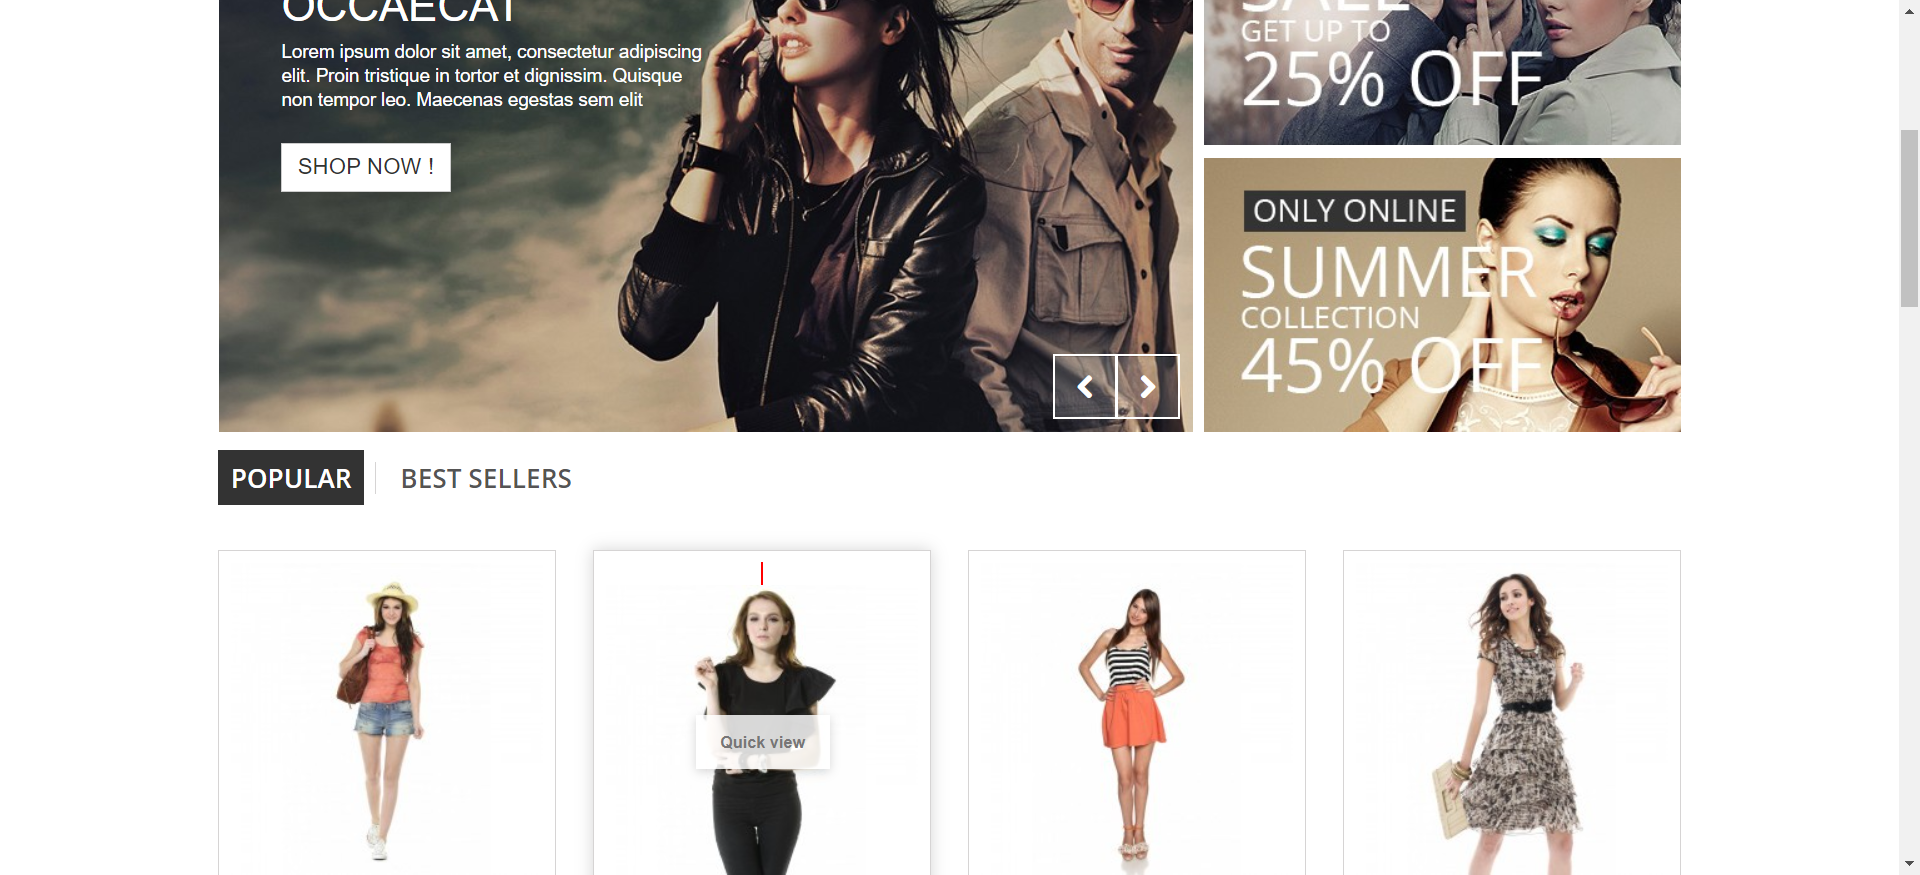 OCCAECAT
Lorem ipsum dolor sit amet, consectetur adipiscing
elit. Proin tristique in tortor et dignissim. Quisque
non tempor leo. Maecenas egestas sem elit
SHOP NOW !
SALE
GET UP TO
25% OFF
ONLY ONLINE
SUMMER
COLLECTION
45% OFF
POPULAR
BEST SELLERS
Quick view